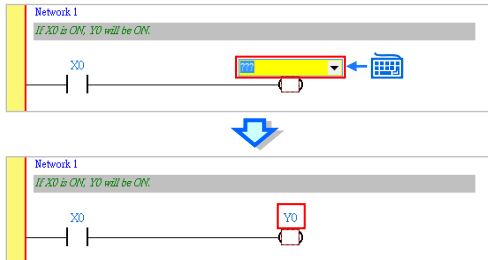 Network 1
If X0 is ON, Y0 will be ON.
X0
???
Network 1
If X0 is ON, Y0 will be ON.
X0
Y0